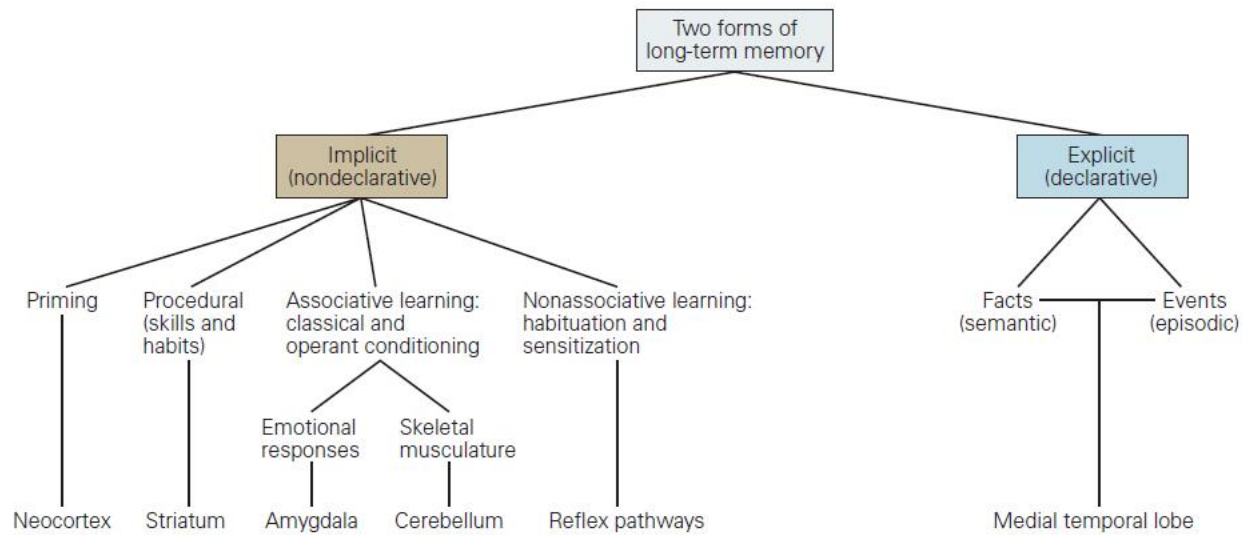 Two forms of
long-term memory
Implicit
(nondeclarative)
Explicit
(declarative)
Priming
Procedural
(skills and
habits)
Associative learning:
classical and
operant conditioning
Nonassociative learning:
habituation and
sensitization
Facts
(semantic)
Events
(episodic)
Emotional
responses
Skeletal
musculature
Neocortex
Striatum
Amygdala
Cerebellum
Reflex pathways
Medial temporal lobe